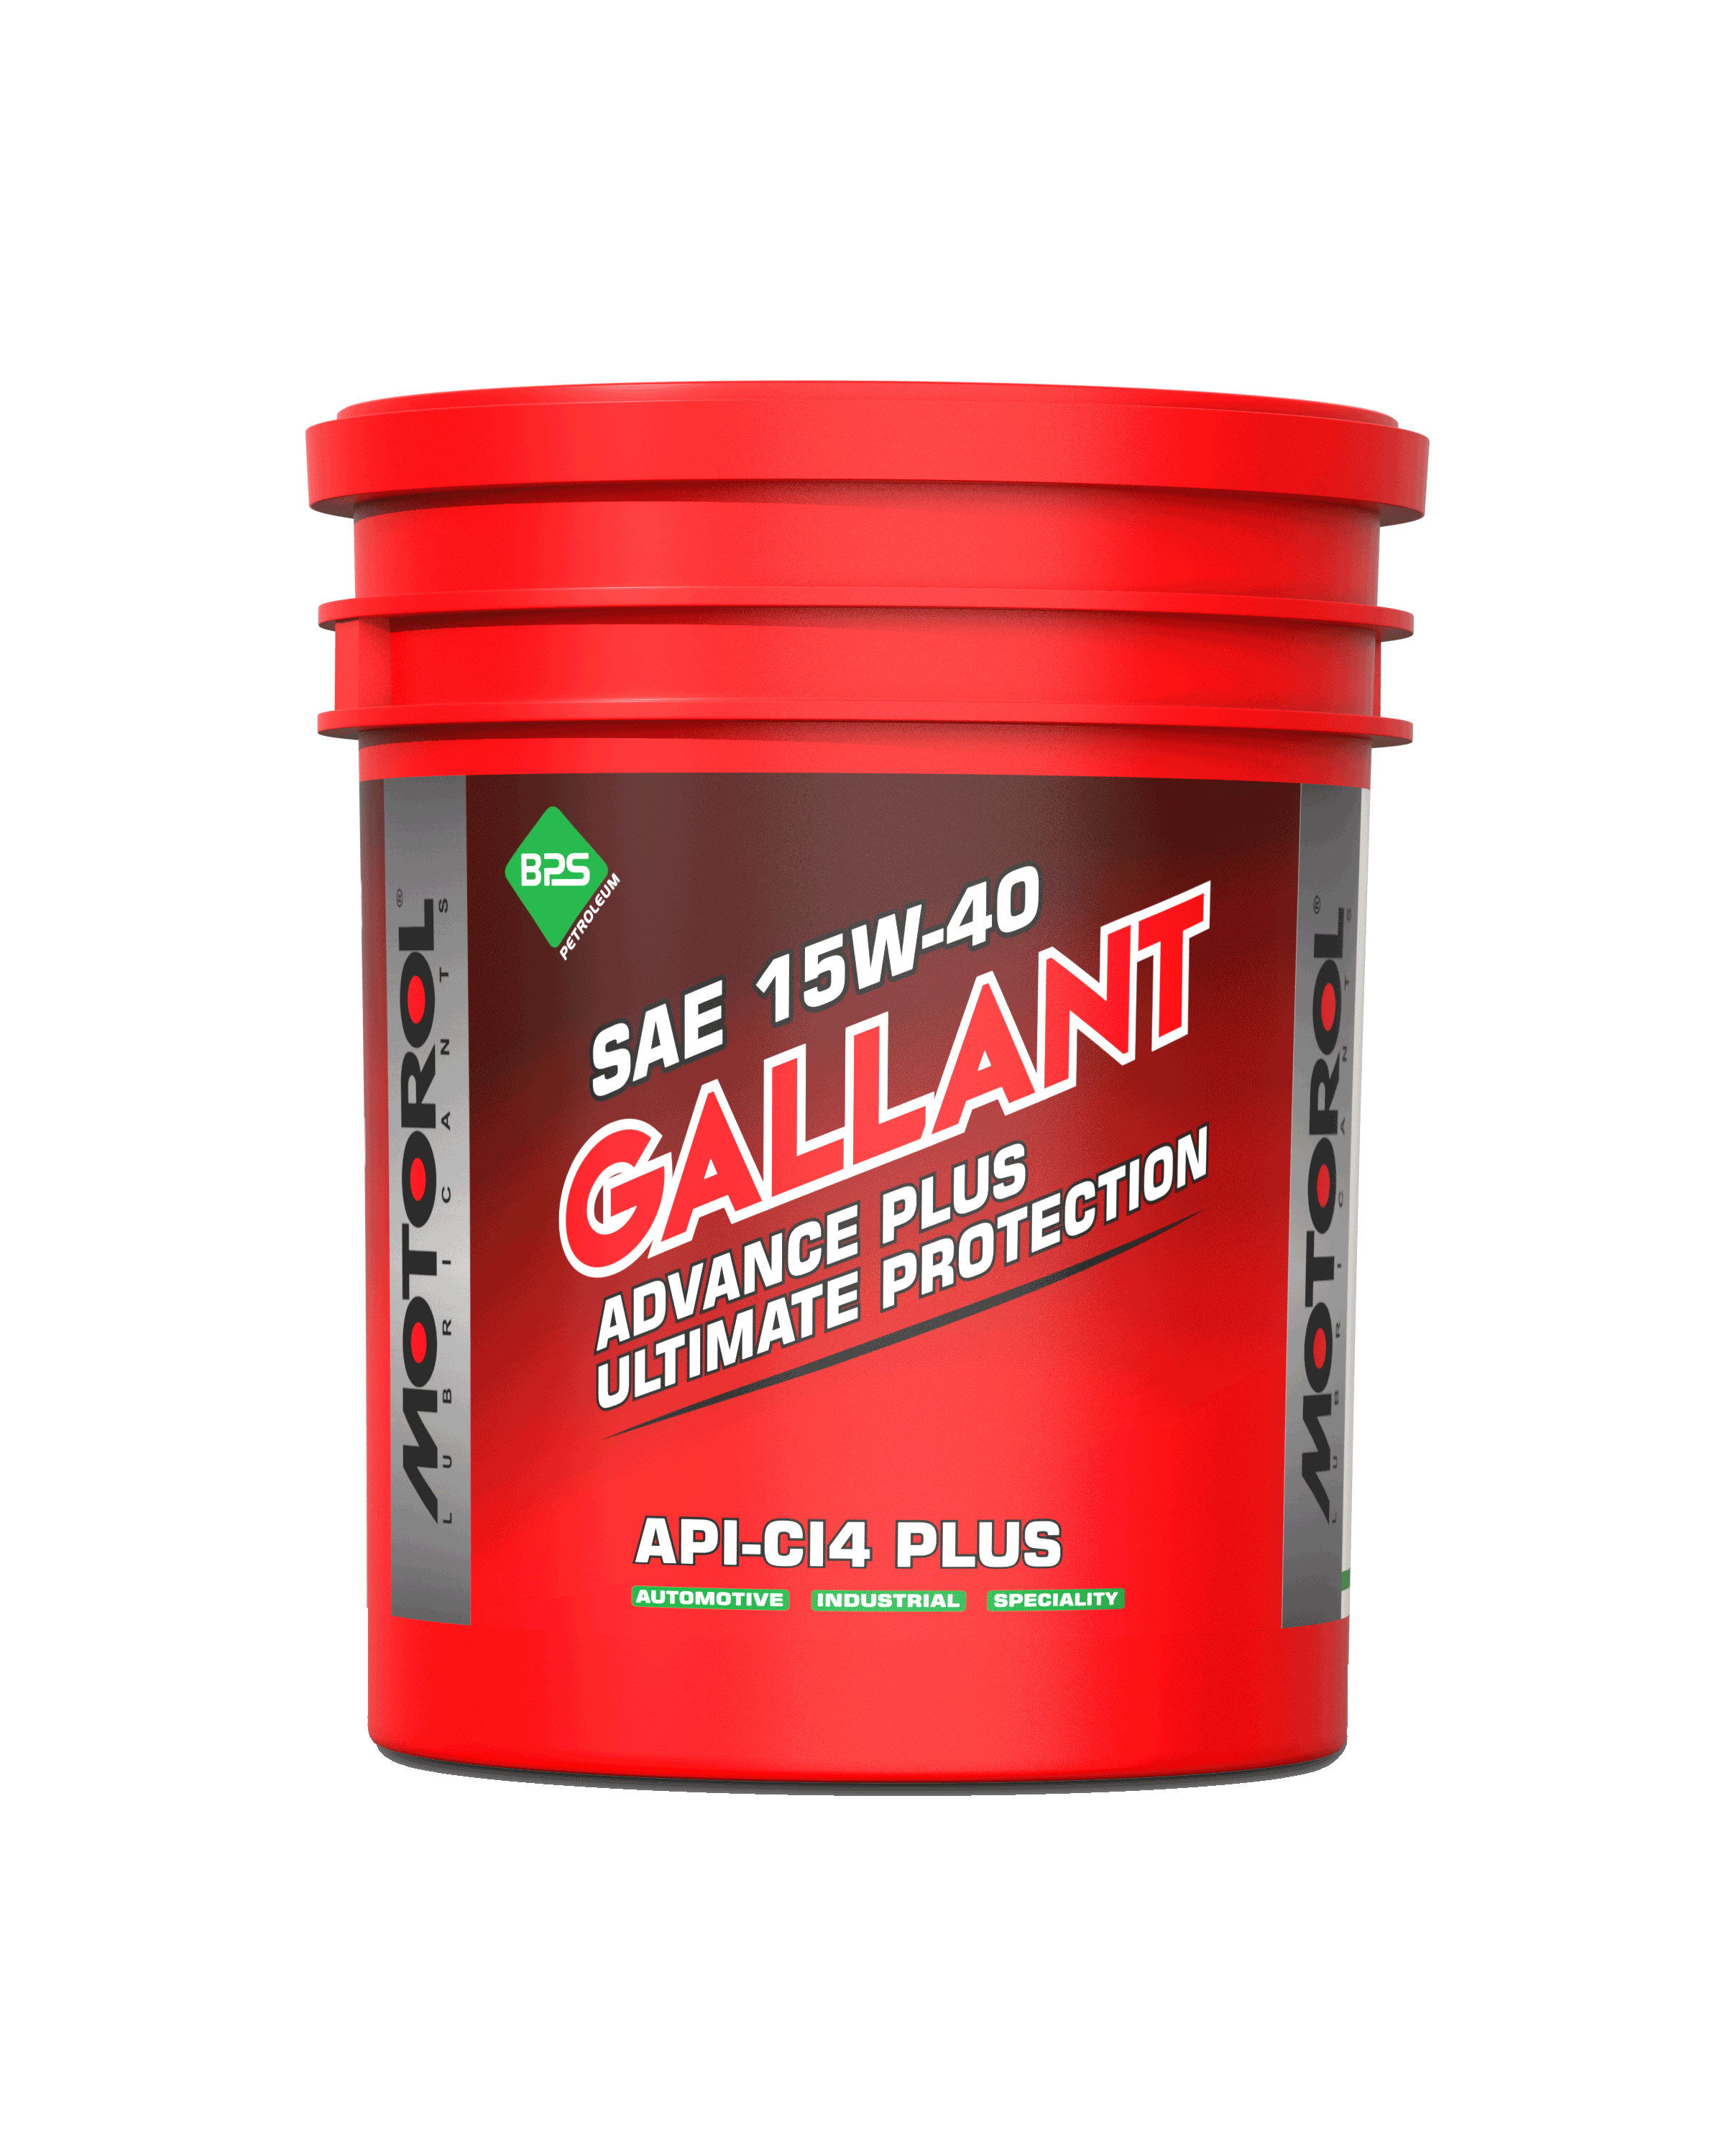 BPS
PETROLEUM
SAE 15W-40
GALLANT
ADVANCE PLUS
ULTIMATE PROTECTION
API-CI4 PLUS
AUTOMOTIVE INDUSTRIAL SPECIALITY
MOTOROL®
LUBRICANTS
MOTOROL®
LUBRICANTS